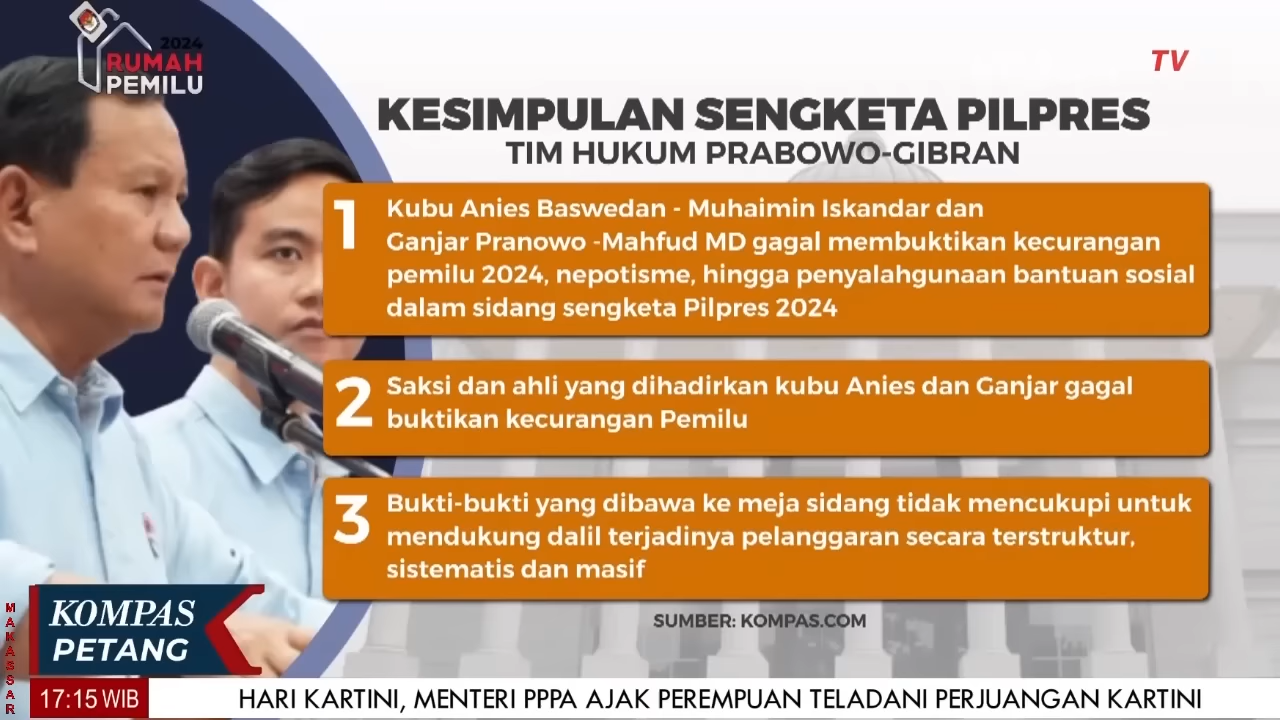 2024
RUMAH
PEMILU
TV
KESIMPULAN SENGKETA PILPRES
TIM HUKUM PRABOWO-GIBRAN
1
Kubu Anies Baswedan - Muhaimin Iskandar dan
Ganjar Pranowo -Mahfud MD gagal membuktikan kecurangan
pemilu 2024, nepotisme, hingga penyalahgunaan bantuan sosial
dalam sidang sengketa Pilpres 2024
2
Saksi dan ahli yang dihadirkan kubu Anies dan Ganjar gagal
buktikan kecurangan Pemilu
3
Bukti-bukti yang dibawa ke meja sidang tidak mencukupi untuk
mendukung dalil terjadinya pelanggaran secara terstruktur,
sistematis dan masif
SUMBER: KOMPAS.COM
KOMPAS
PETANG
MAKASSAR
17:15 WIB
HARI KARTINI, MENTERI PPPA AJAK PEREMPUAN TELADANI PERJUANGAN KARTINI